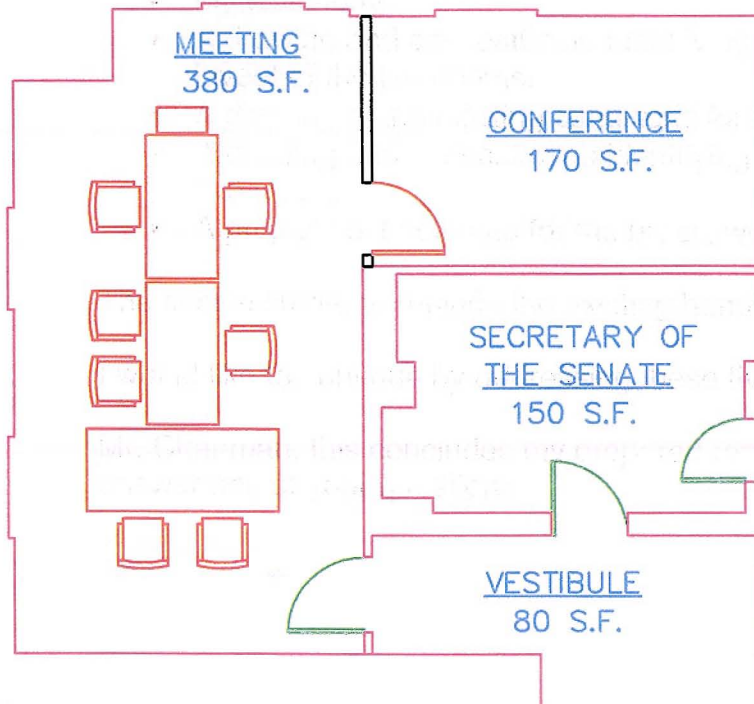 MEETING
380 S.F.
CONFERENCE
170 S.F.
SECRETARY OF
THE SENATE
150 S.F.
VESTIBULE
80 S.F.